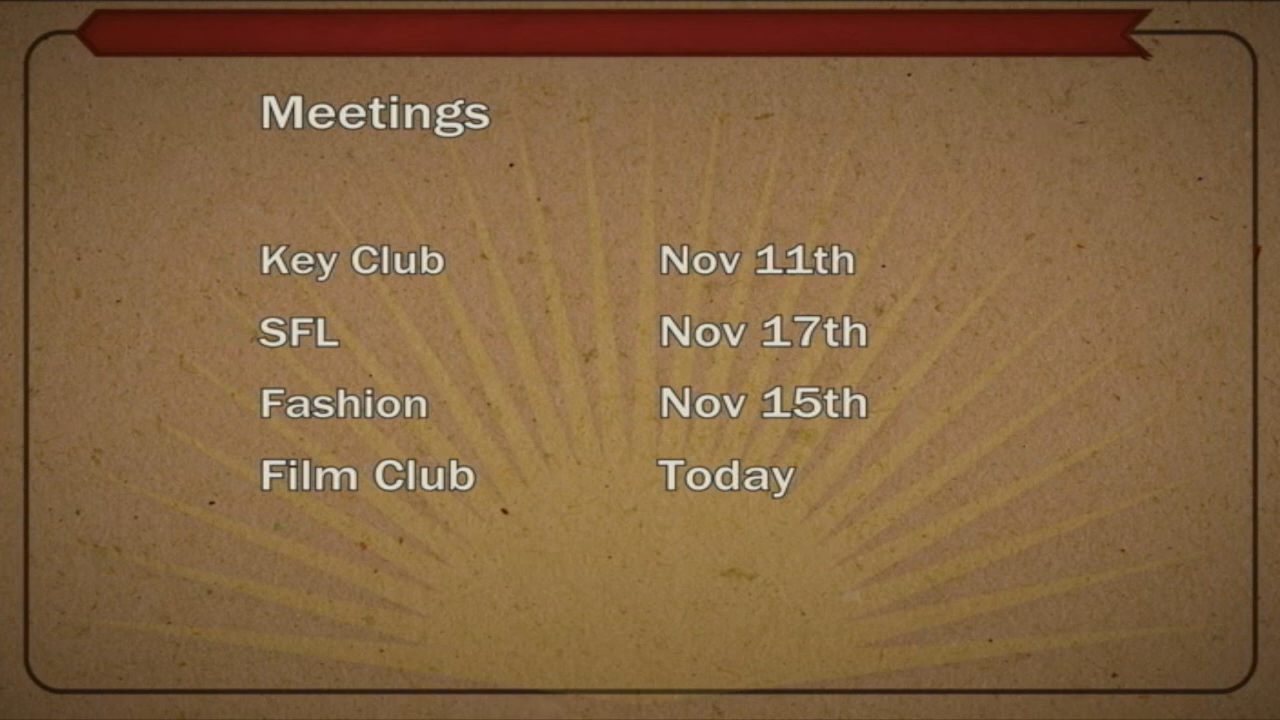 Meetings
Key Club Nov 11th
SFL Nov 17th
Fashion Nov 15th
Film Club Today